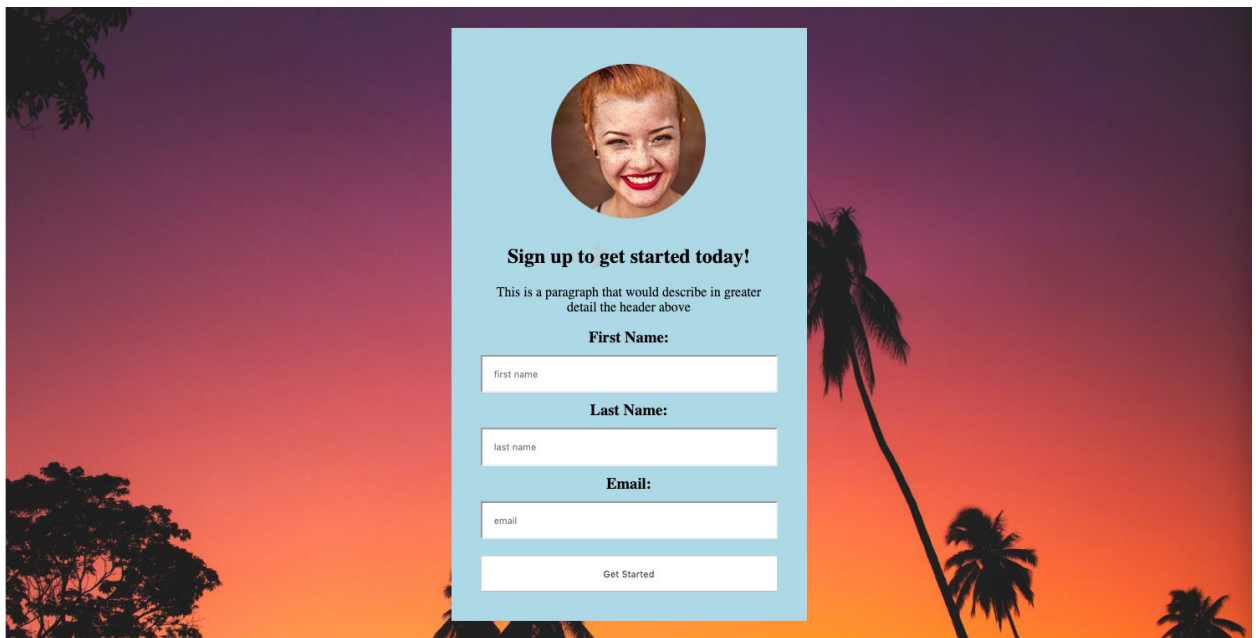 Sign up to get started today!
This is a paragraph that would describe in greater
detail the header above
First Name:
first name
Last Name:
last name
Email:
email
Get Started